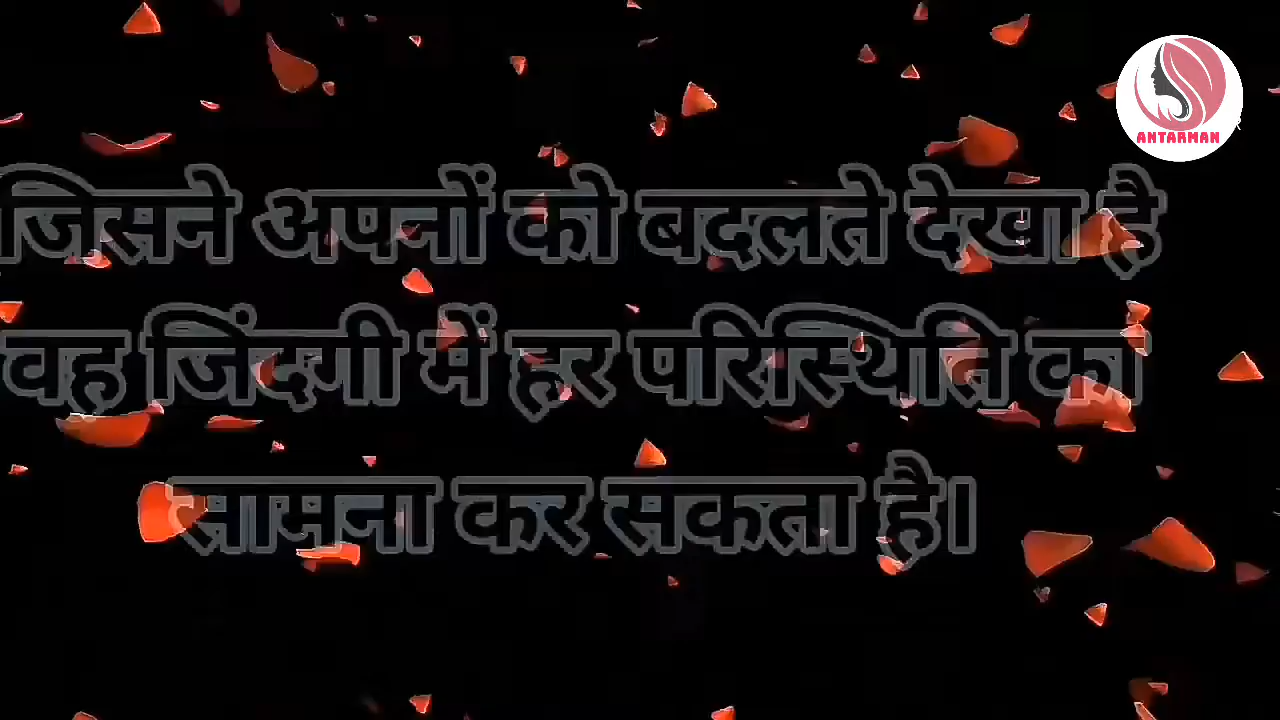 ANTARMAN
जिसने अपनों को बदलते देखा है
वह जिंदगी में हर परिस्थिति का
सामना कर सकता है।